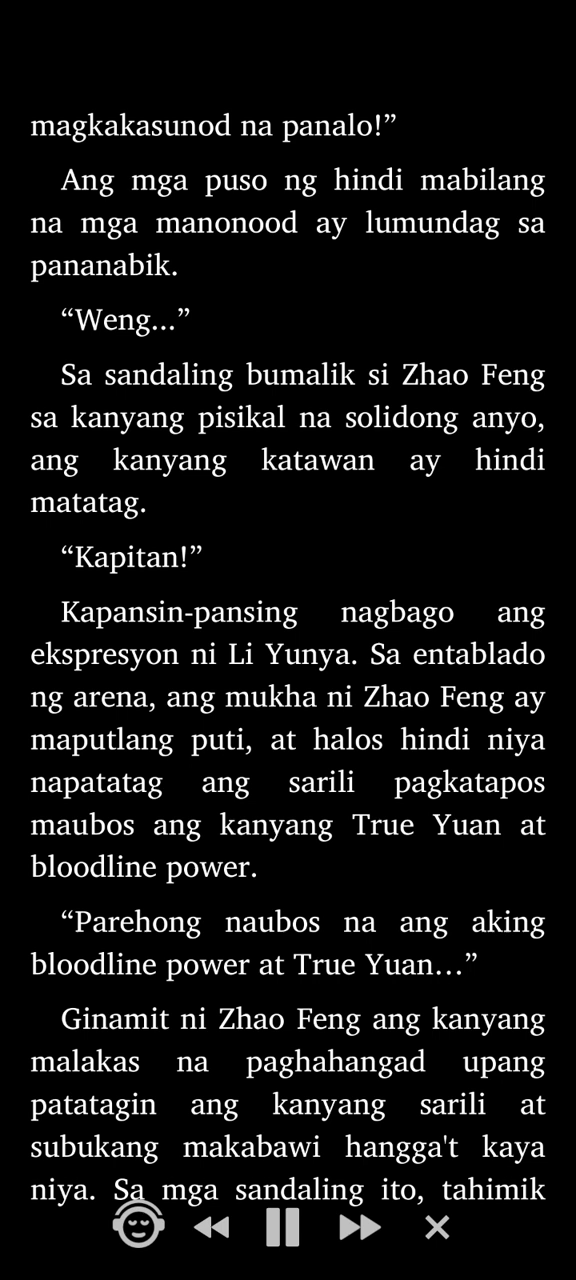 magkakasunod na panalo!”
Ang mga puso ng hindi mabilang
na mga manonood ay lumundag sa
pananabik.
“Weng...”
Sa sandaling bumalik si Zhao Feng
sa kanyang pisikal na solidong anyo,
ang kanyang katawan ay hindi
matatag.
“Kapitan!”
Kapansin-pansing nagbago ang
ekspresyon ni Li Yunya. Sa entablado
ng arena, ang mukha ni Zhao Feng ay
maputlang puti, at halos hindi niya
napatatag ang sarili pagkatapos
maubos ang kanyang True Yuan at
bloodline power.
“Parehong naubos na ang aking
bloodline power at True Yuan…”
Ginamit ni Zhao Feng ang kanyang
malakas na paghahangad upang
patatagin ang kanyang sarili at
subukang makabawi hangga't kaya
niya. Sa mga sandaling ito, tahimik